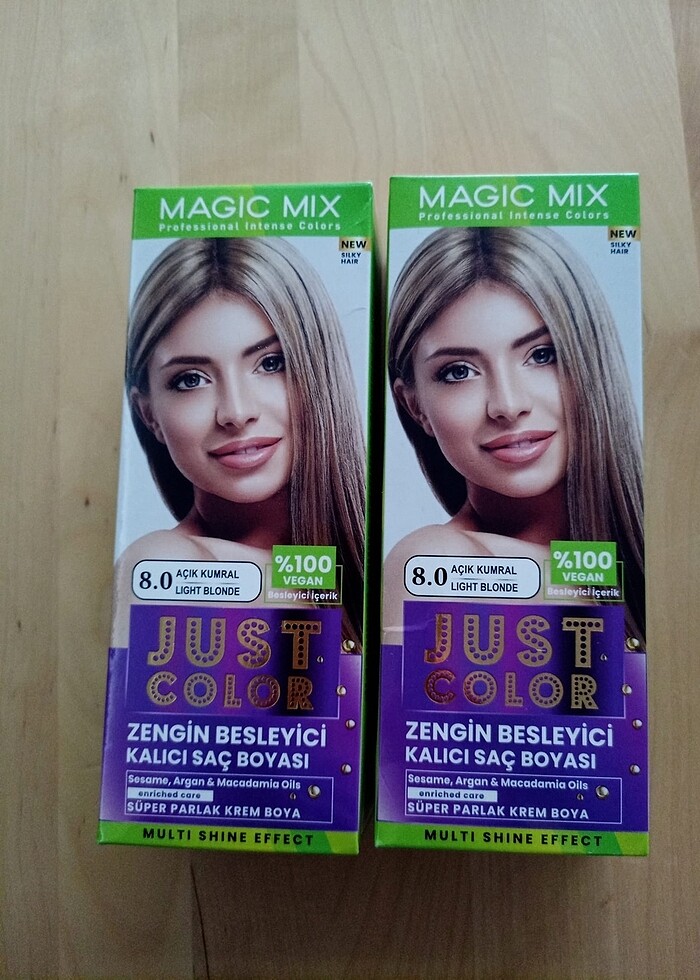 MAGIC MIX
Professional Intense Colors
NEW
SILKY
HAIR
8.0 AÇIK KUMRAL
LIGHT BLONDE
%100
VEGAN
Besleyici İçerik
JUST
COLOR
ZENGİN BESLEYİCİ
KALICI SAÇ BOYASI
Sesame, Argan & Macadamia Oils
enriched care
SÜPER PARLAK KREM BOYA
MULTI SHINE EFFECT
MAGIC MIX
Professional Intense Colors
NEW
SILKY
HAIR
8.0 AÇIK KUMRAL
LIGHT BLONDE
%100
VEGAN
Besleyici İçerik
JUST
COLOR
ZENGİN BESLEYİCİ
KALICI SAÇ BOYASI
Sesame, Argan & Macadamia Oils
enriched care
SÜPER PARLAK KREM BOYA
MULTI SHINE EFFECT